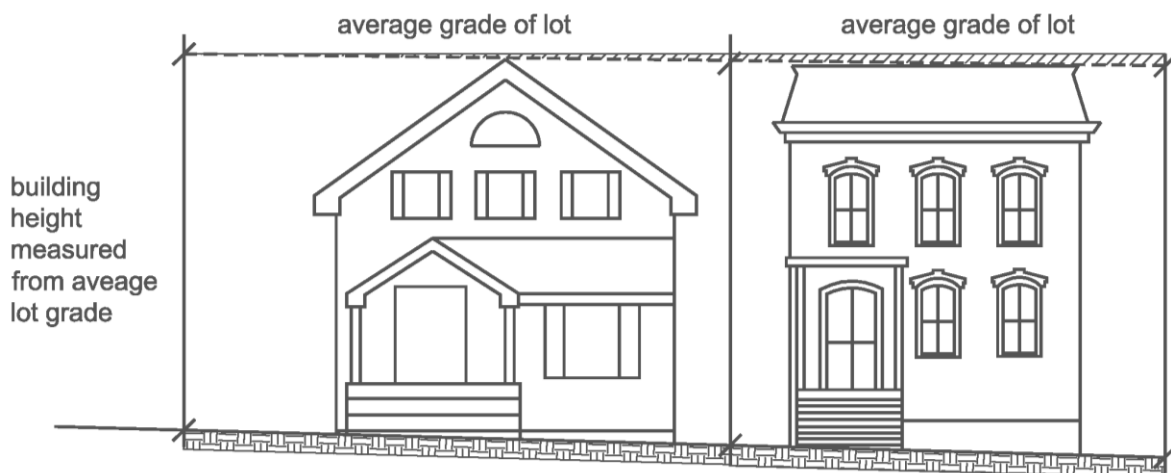 average grade of lot
average grade of lot
building
height
measured
from aveage
lot grade